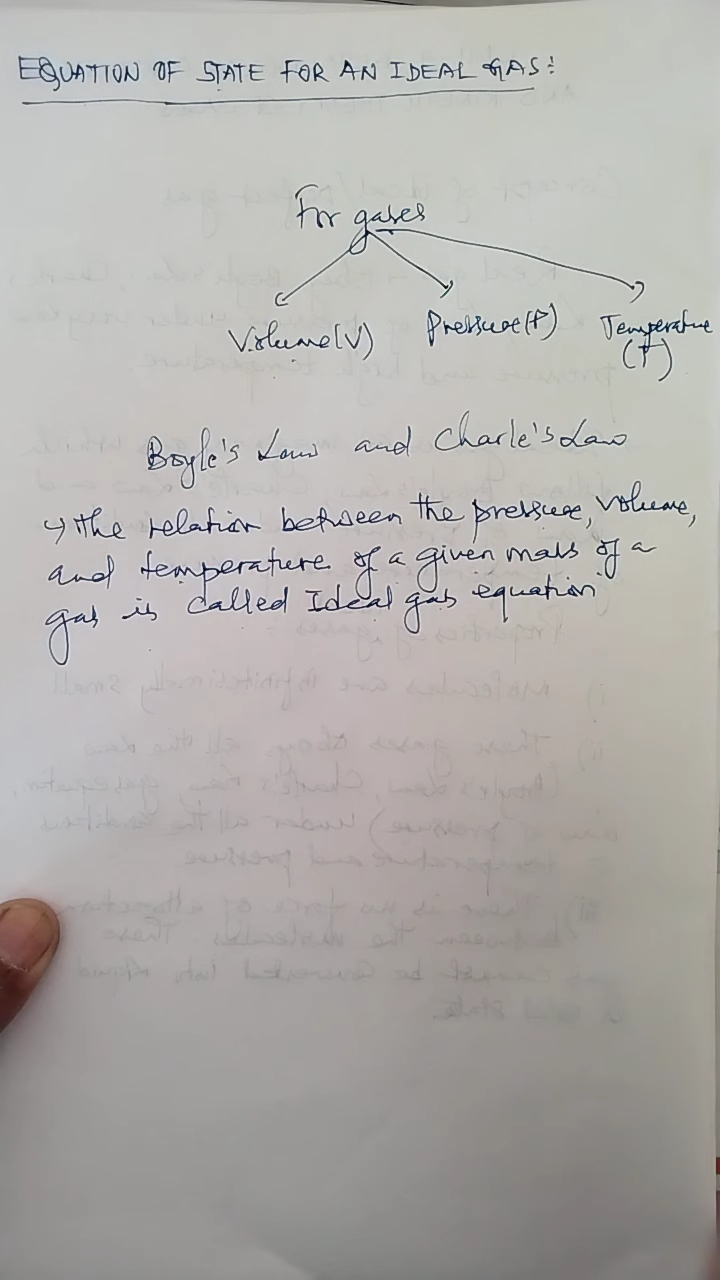 EQUATION OF STATE FOR AN IDEAL GAS:
For gases
Volume(V) Pressure(P) Temperature
(T)
Boyle's Law and Charle's Law
↪ the relation between the pressure, volume,
and temperature of a given mass of a
gas is called Ideal gas equation